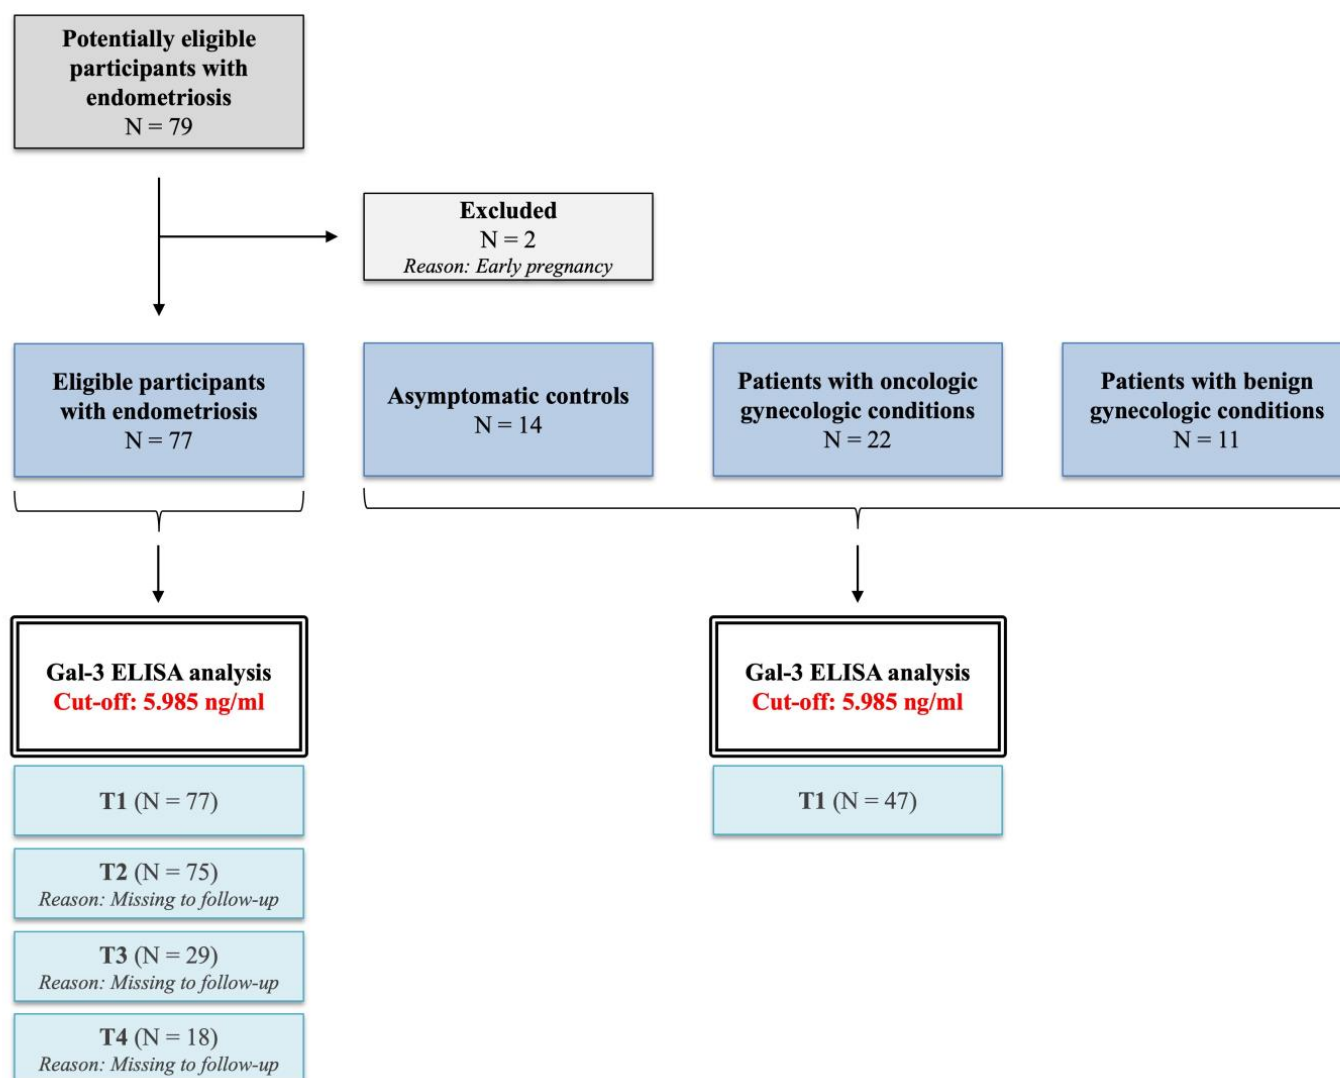 Potentially eligible
participants with
endometriosis
N = 79
Excluded
N = 2
Reason: Early pregnancy
Eligible participants
with endometriosis
N = 77
Asymptomatic controls
N = 14
Patients with oncologic
gynecologic conditions
N = 22
Patients with benign
gynecologic conditions
N = 11
Gal-3 ELISA analysis
Cut-off: 5.985 ng/ml
T1 (N = 77)
T2 (N = 75)
Reason: Missing to follow-up
T3 (N = 29)
Reason: Missing to follow-up
T4 (N = 18)
Reason: Missing to follow-up
Gal-3 ELISA analysis
Cut-off: 5.985 ng/ml
T1 (N = 47)